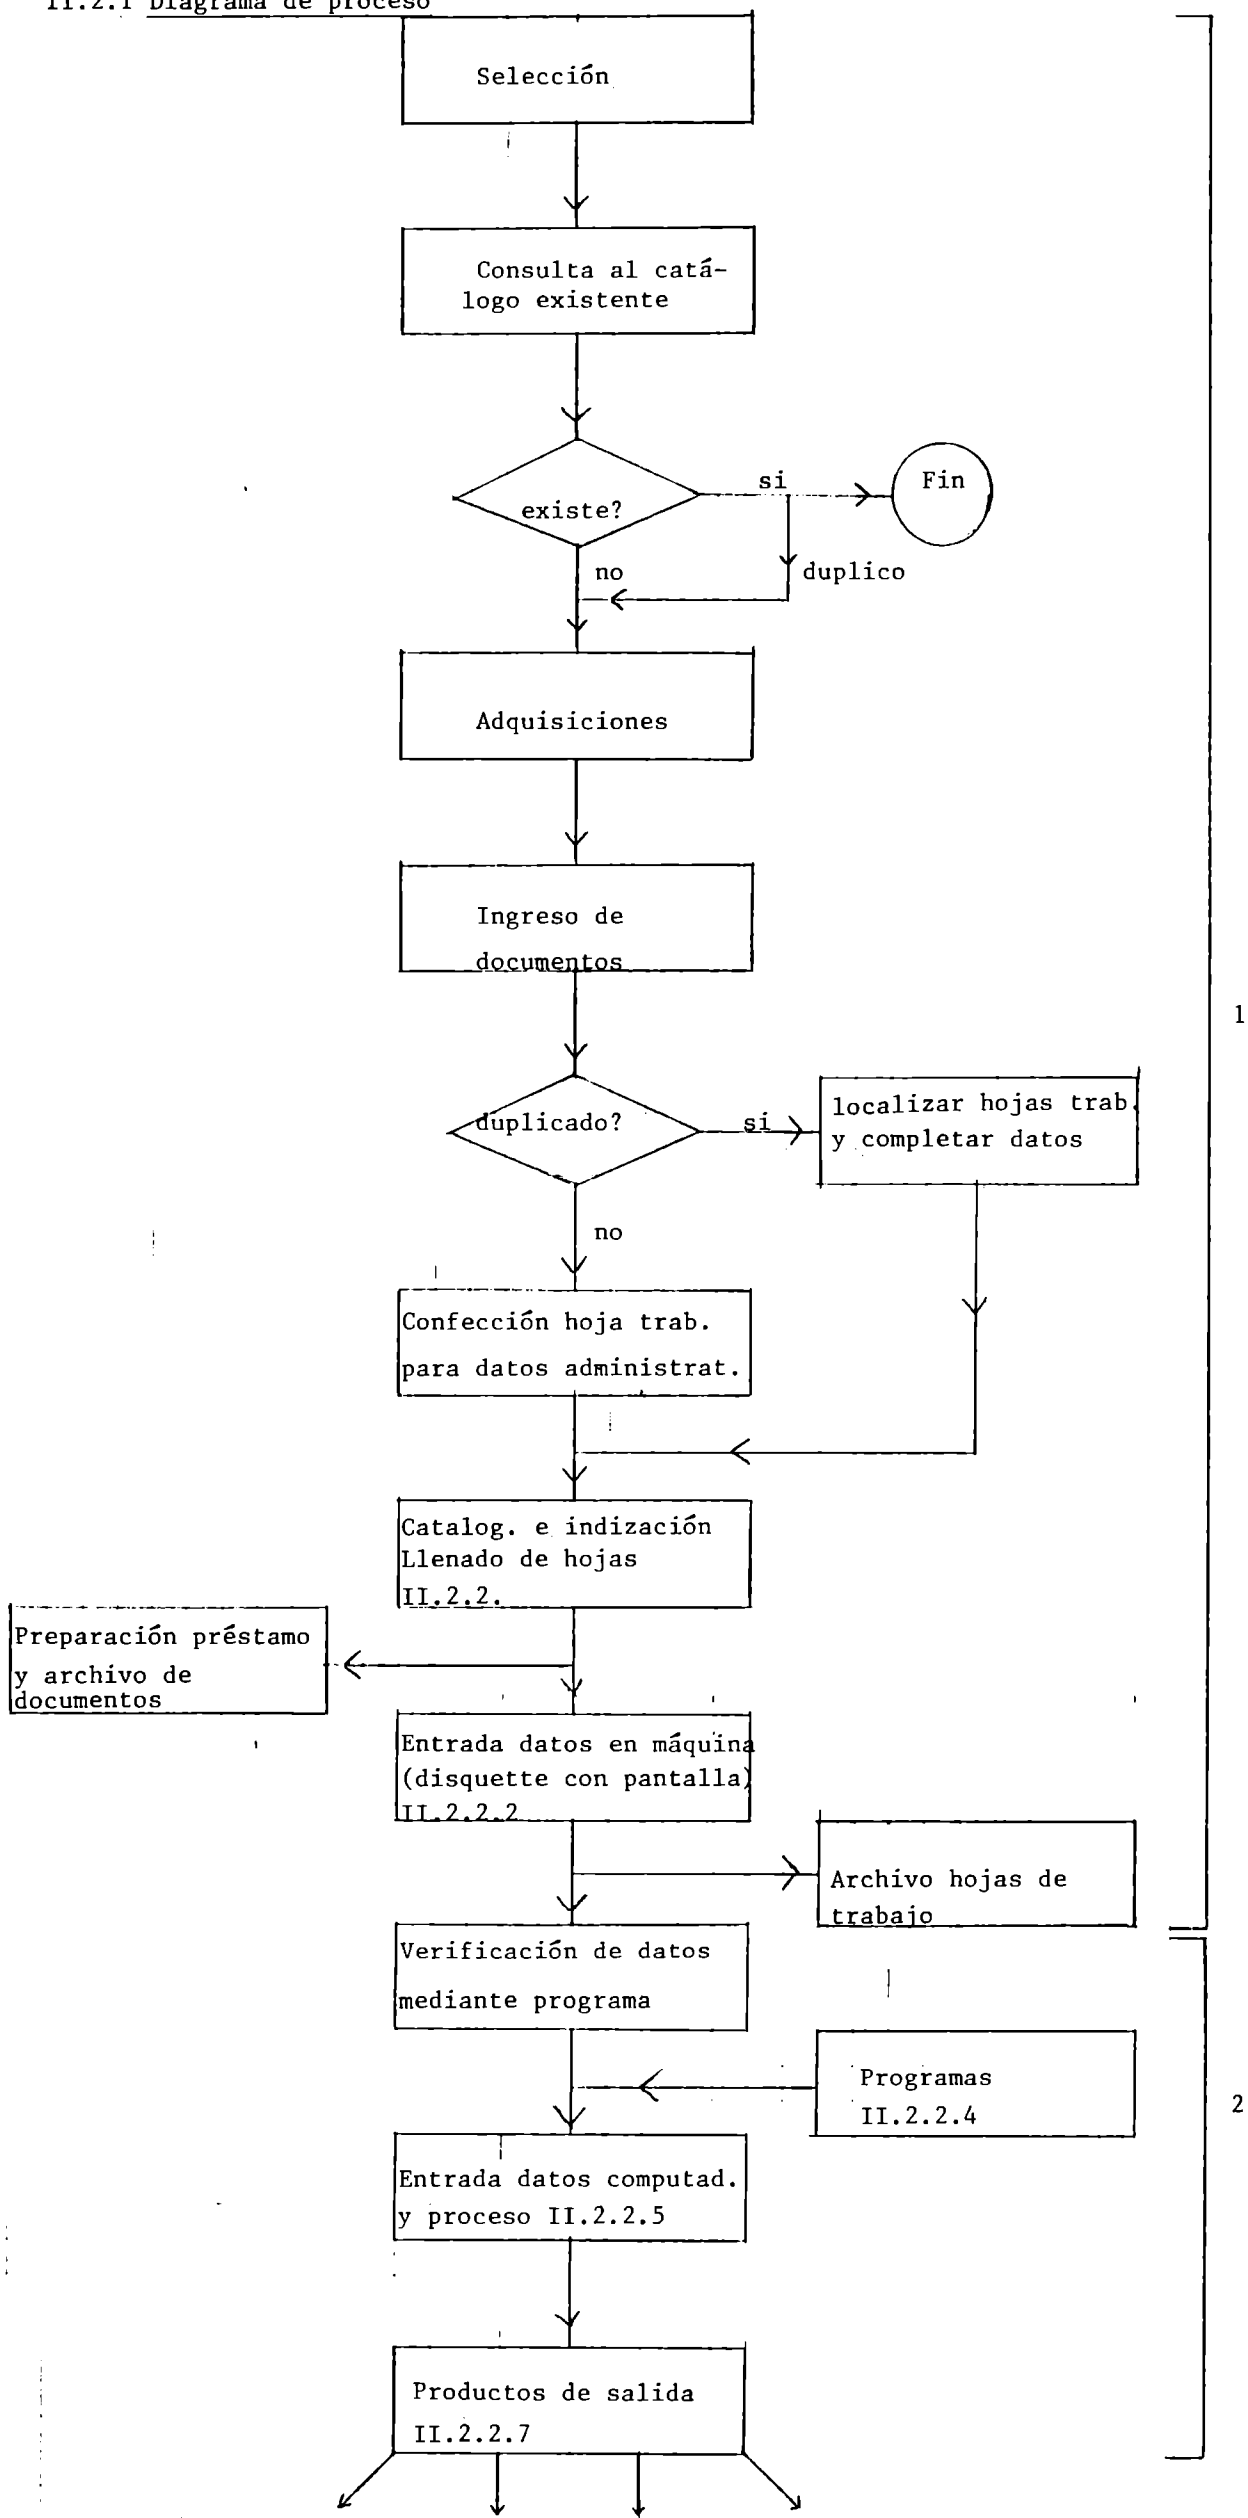 II.2.1 Diagrama de proceso
Selección
Consulta al catá-
logo existente
existe?
si
Fin
no
duplico
Adquisiciones
Ingreso de
documentos
1
duplicado?
si
localizar hojas trab.
y completar datos
no
Confección hoja trab.
para datos administrat.
Catalog. e indización
Llenado de hojas
II.2.2.
Preparación préstamo
y archivo de
documentos
Entrada datos en máquina
(disquette con pantalla)
II.2.2.2
Archivo hojas de
trabajo
Verificación de datos
mediante programa
Programas
II.2.2.4
2
Entrada datos computad.
y proceso II.2.2.5
Productos de salida
II.2.2.7